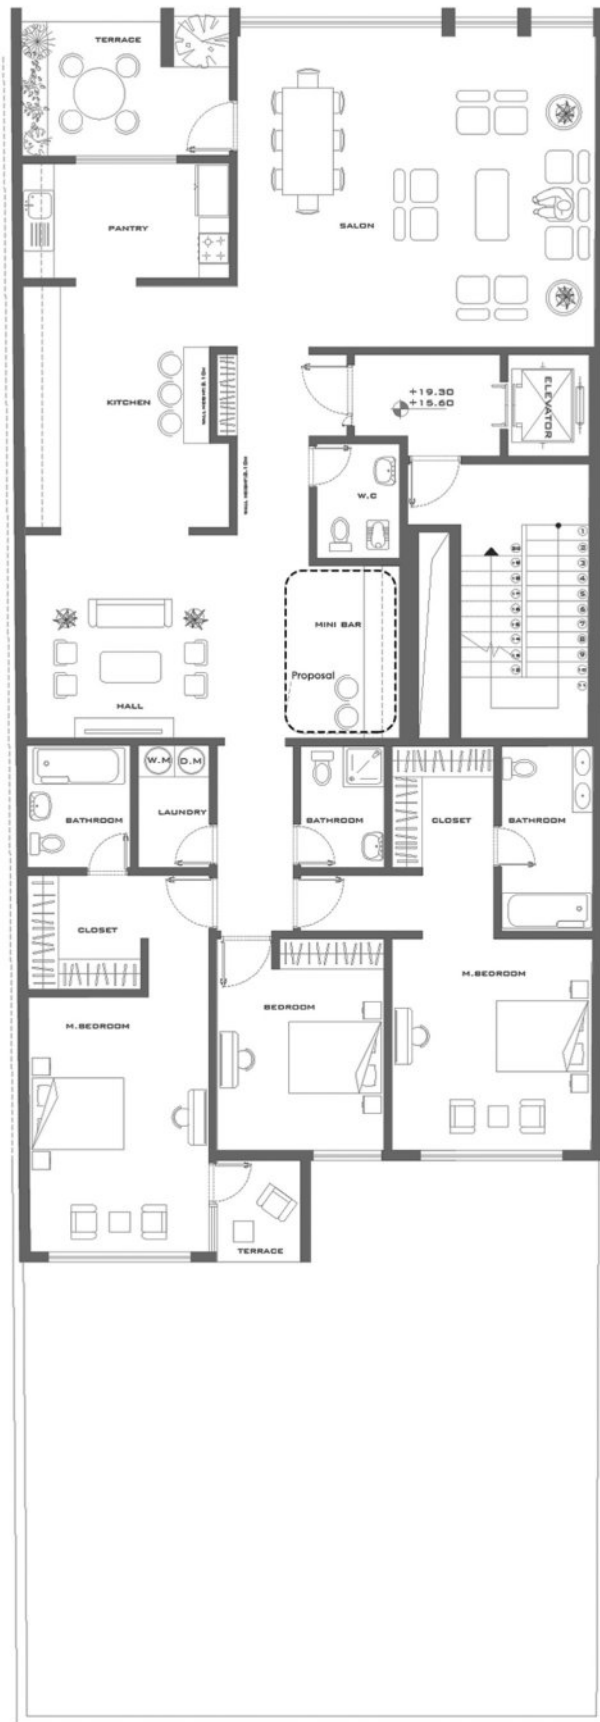 TERRACE
PANTRY
SALON
KITCHEN
+19.30
+15.60
ELEVATOR
W.C
MINI BAR
Proposal
HALL
W.M
D.M
LAUNDRY
BATHROOM
BATHROOM
CLOSET
BATHROOM
CLOSET
M.BEDROOM
BEDROOM
M.BEDROOM
TERRACE
1
2
3
4
5
6
7
8
9
10
11